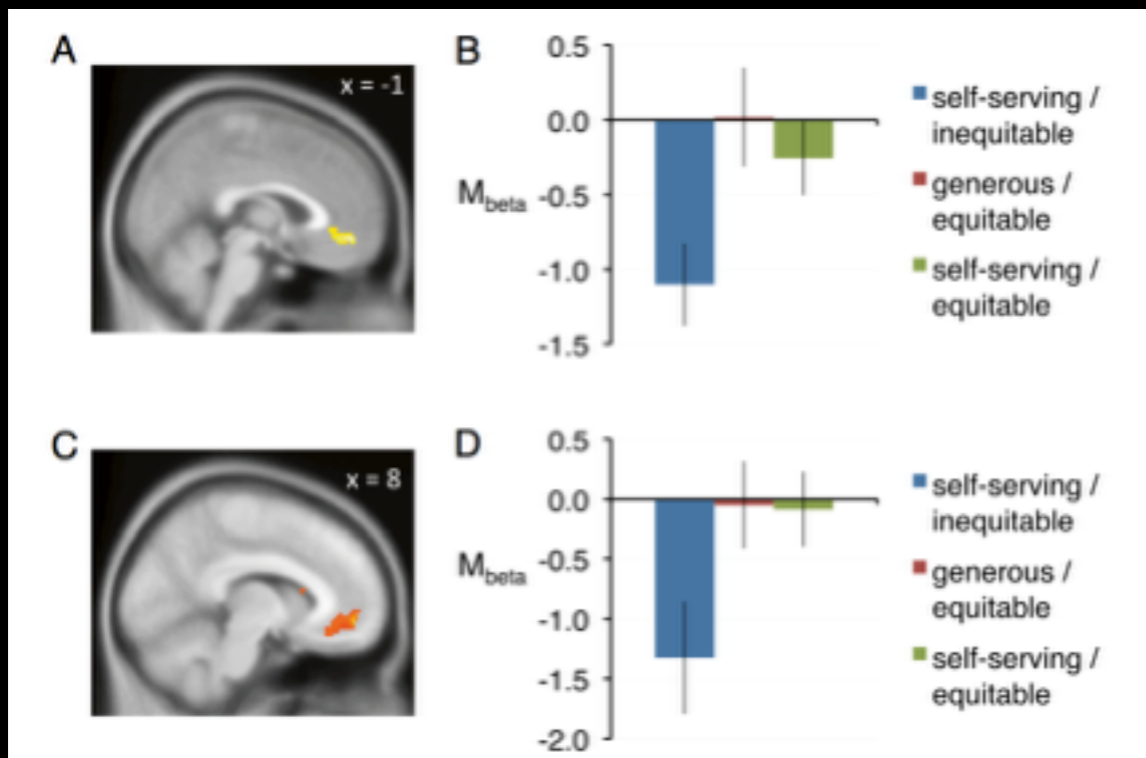 A
x = -1
B
0.5
0.0
-0.5
-1.0
-1.5
M beta
self-serving /
inequitable
generous /
equitable
self-serving /
equitable
C
x = 8
D
0.5
0.0
-0.5
-1.0
-1.5
-2.0
M beta
self-serving /
inequitable
generous /
equitable
self-serving /
equitable